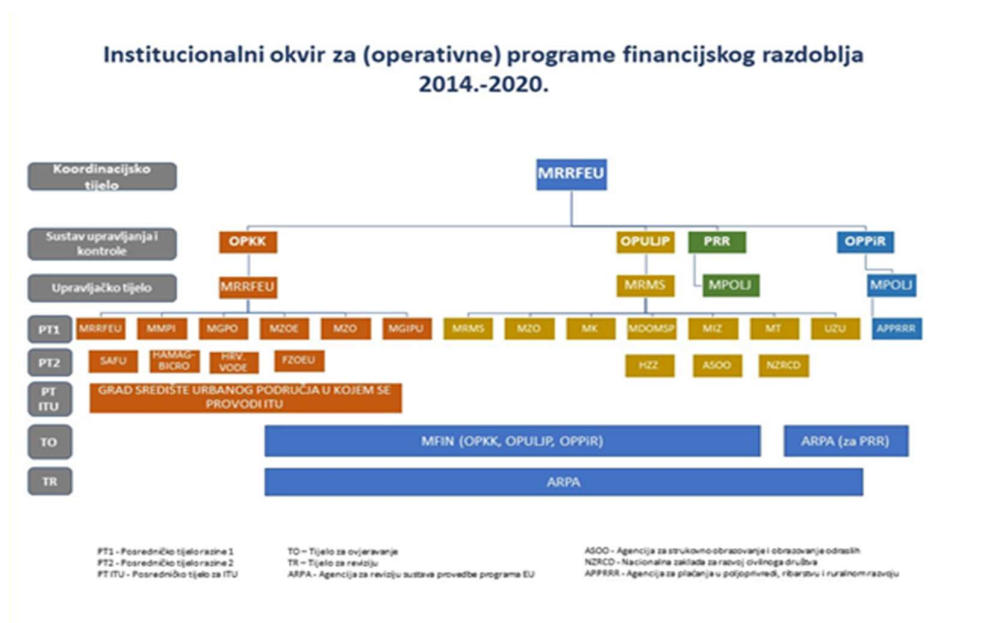 Institucionalni okvir za (operativne) programe financijskog razdoblja
2014.-2020.
Koordinacijsko
tijelo
MRRFEU
Sustav upravljanja i
kontrole
OPKK
OPULJP
PRR
OPPiR
Upravljačko tijelo
MRRFEU
MRMS
MPOLJ
MPOLJ
PT1
MRRFEU
MMPI
MGPO
MZOE
MZO
MGIPU
MRMS
MZO
MK
MDOMSP
MIZ
MT
UZU
APPRRR
PT2
SAFU
HAMAG-
BICRO
HRV.
VODE
FZOEU
HZZ
ASOO
NZRCD
PT
ITU
GRAD SREDIŠTE URBANOG PODRUČJA U KOJEM SE
PROVODI ITU
TO
MFIN (OPKK, OPULJP, OPPiR)
ARPA (za PRR)
TR
ARPA
PT1 - Posredničko tijelo razine 1
PT2 - Posredničko tijelo razine 2
PT ITU - Posredničko tijelo za ITU
TO – Tijelo za ovjeravanje
TR – Tijelo za reviziju
ARPA - Agencija za reviziju sustava provedbe programa EU
ASOO - Agencija za strukovno obrazovanje i obrazovanje odraslih
NZRCD - Nacionalna zaklada za razvoj civilnoga društva
APPRRR - Agencija za plaćanja u poljoprivredi, ribarstvu i ruralnom razvoju